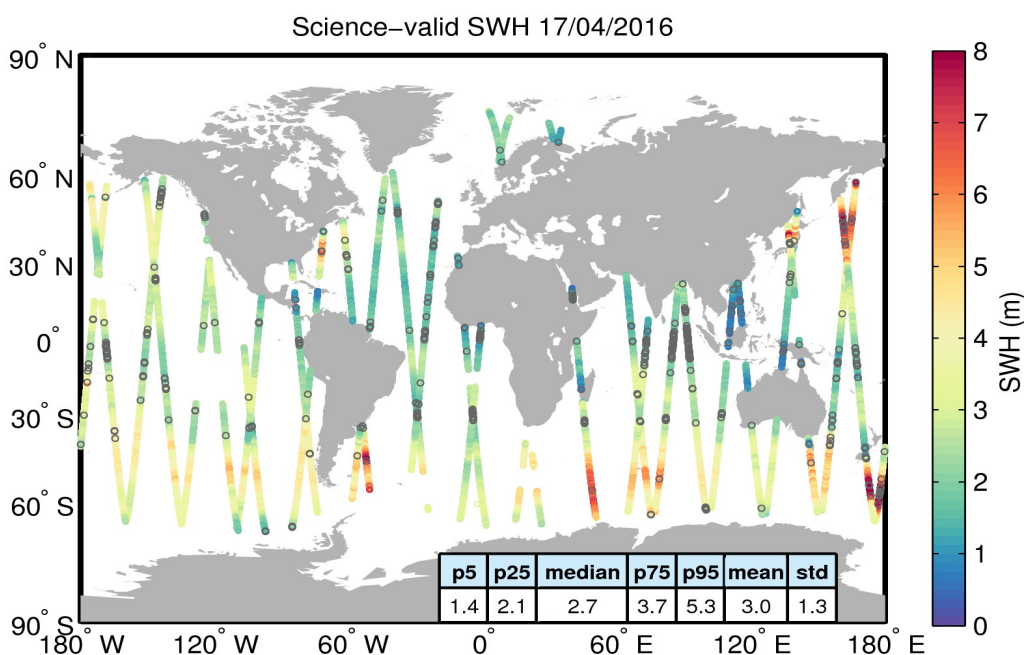 Science−valid SWH 17/04/2016
90° N
60° N
30° N
0°
30° S
60° S
90° S
180° W
120° W
60° W
0°
60° E
120° E
180° E
p5 p25 median p75 p95 mean std
1.4 2.1 2.7 3.7 5.3 3.0 1.3
8
7
6
5
4
3
2
1
0
SWH (m)